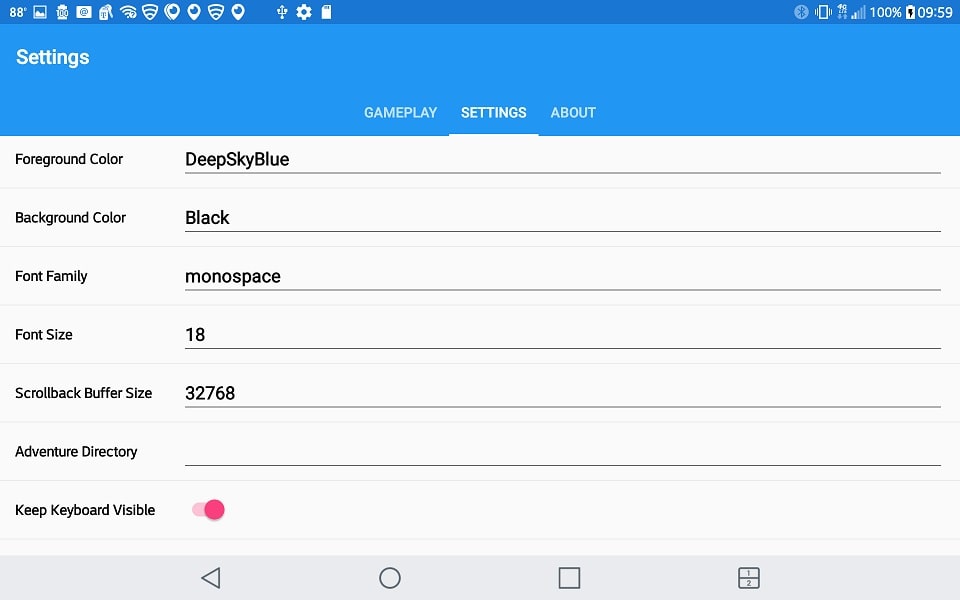 88° 100% 09:59
Settings
GAMEPLAY SETTINGS ABOUT
Foreground Color DeepSkyBlue
Background Color Black
Font Family monospace
Font Size 18
Scrollback Buffer Size 32768
Adventure Directory
Keep Keyboard Visible
1
2